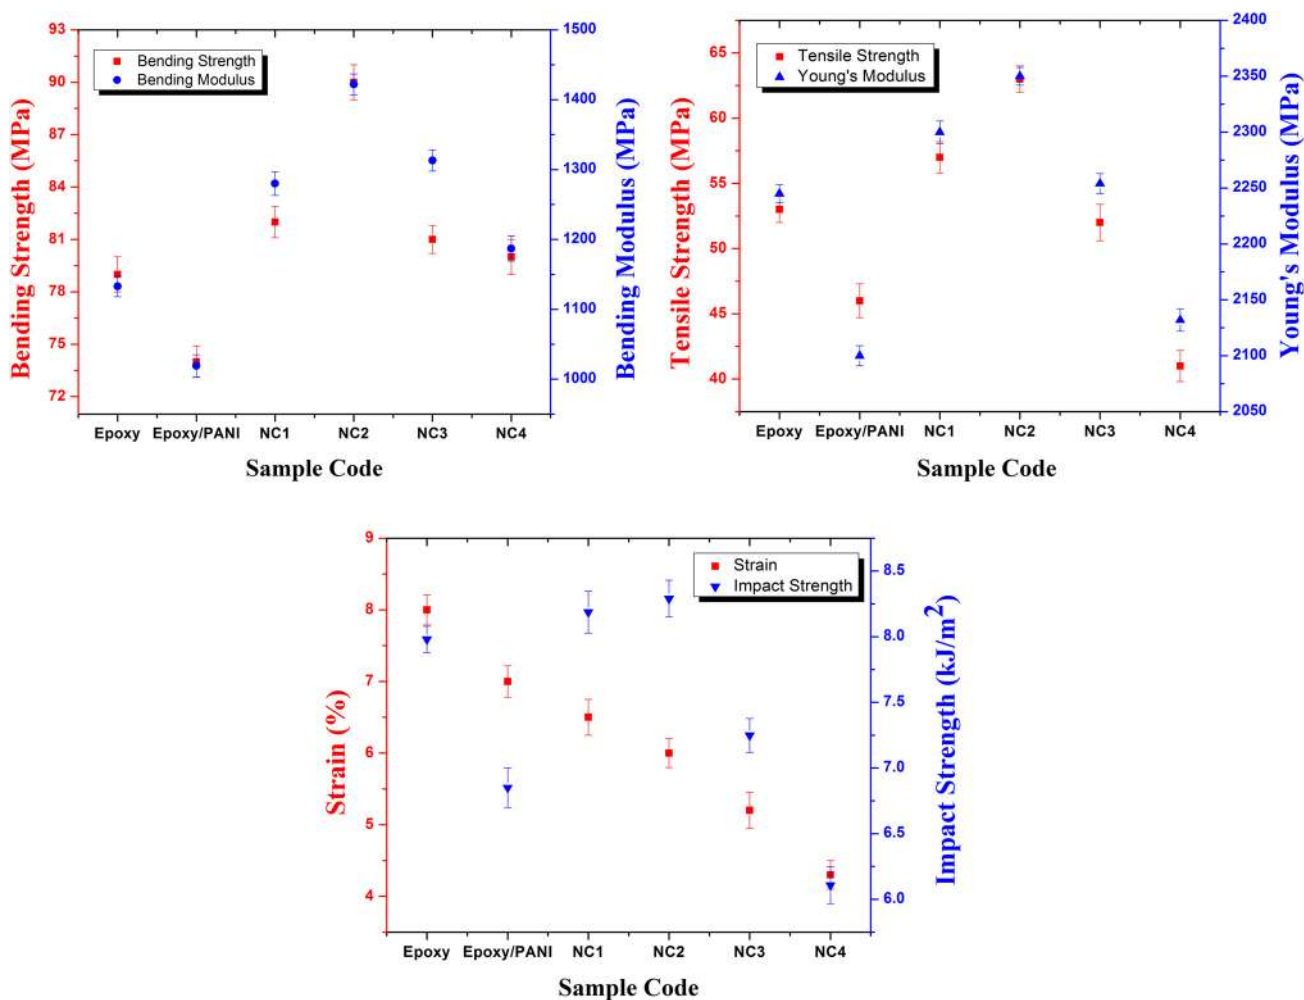 Bending Strength (MPa)
93
90
87
84
81
78
75
72
Bending Strength
Bending Modulus
1500
1400
1300
1200
1100
1000
Bending Modulus (MPa)
Epoxy Epoxy/PANI NC1 NC2 NC3 NC4
Sample Code
Tensile Strength (MPa)
65
60
55
50
45
40
Tensile Strength
Young's Modulus
2400
2350
2300
2250
2200
2150
2100
2050
Young's Modulus (MPa)
Epoxy Epoxy/PANI NC1 NC2 NC3 NC4
Sample Code
Strain (%)
9
8
7
6
5
4
Strain
Impact Strength
8.5
8.0
7.5
7.0
6.5
6.0
Impact Strength (kJ/m²)
Epoxy Epoxy/PANI NC1 NC2 NC3 NC4
Sample Code